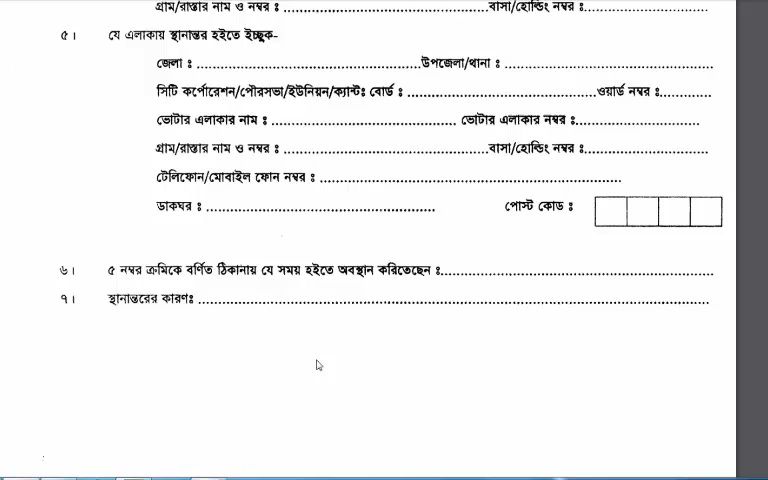 গ্রাম/রাস্তার নাম ও নম্বর ঃ ......................................................বাসা/হোল্ডিং নম্বর ঃ................................
৫। যে এলাকায় স্থানান্তর হইতে ইচ্ছুক-
জেলা ঃ ...........................................................উপজেলা/থানা ঃ .......................................................
সিটি কর্পোরেশন/পৌরসভা/ইউনিয়ন/ক্যান্টঃ বোর্ড ঃ ..................................................ওয়ার্ড নম্বর ঃ.............
ভোটার এলাকার নাম ঃ ................................................ ভোটার এলাকার নম্বর ঃ................................
গ্রাম/রাস্তার নাম ও নম্বর ঃ ......................................................বাসা/হোল্ডিং নম্বর ঃ................................
টেলিফোন/মোবাইল ফোন নম্বর ঃ ................................................................................
ডাকঘর ঃ ............................................................ পোস্ট কোড ঃ
৬। ৫ নম্বর ক্রমিকে বর্ণিত ঠিকানায় যে সময় হইতে অবস্থান করিতেছেন ঃ........................................................................
৭। স্থানান্তরের কারণঃ ........................................................................................................................................